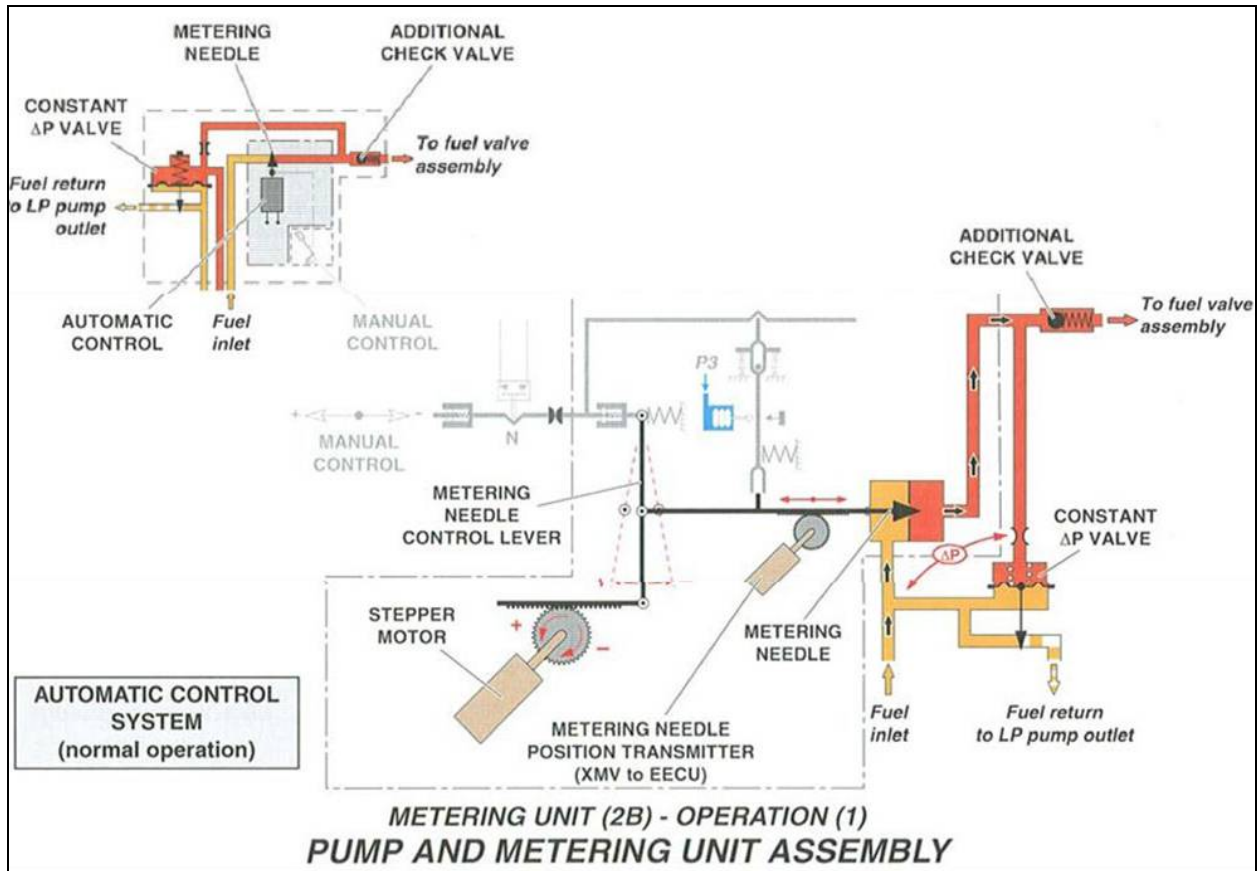 METERING
NEEDLE
ADDITIONAL
CHECK VALVE
CONSTANT
ΔP VALVE
To fuel valve
assembly
Fuel return
to LP pump
outlet
AUTOMATIC
CONTROL
Fuel
inlet
MANUAL
CONTROL
ADDITIONAL
CHECK VALVE
To fuel valve
assembly
P3
+
-
N
MANUAL
CONTROL
METERING
NEEDLE
CONTROL LEVER
CONSTANT
ΔP VALVE
ΔP
STEPPER
MOTOR
+
-
METERING
NEEDLE
AUTOMATIC CONTROL
SYSTEM
(normal operation)
METERING NEEDLE
POSITION TRANSMITTER
(XMV to EECU)
Fuel
inlet
Fuel return
to LP pump outlet
METERING UNIT (2B) - OPERATION (1)
PUMP AND METERING UNIT ASSEMBLY